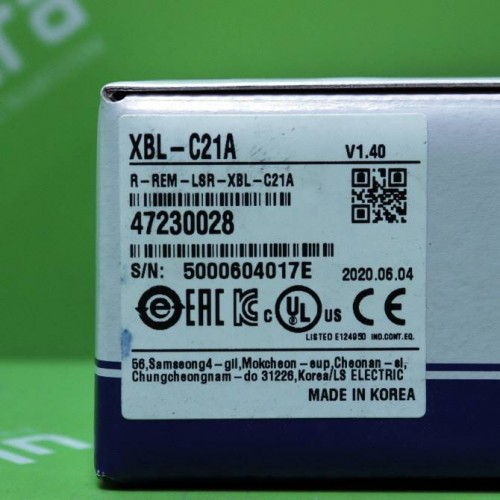 XBL-C21A V1.40
R-REM-LSR-XBL-C21A
47230028
S/N: 5000604017E 2020.06.04
EAC KC c UL US CE
LISTED E124950 IND.CONT.EQ.
56,Samseong4-gil,Mokcheon-eup,Cheonan-si,
Chungcheongnam-do 31226,Korea/LS ELECTRIC
MADE IN KOREA